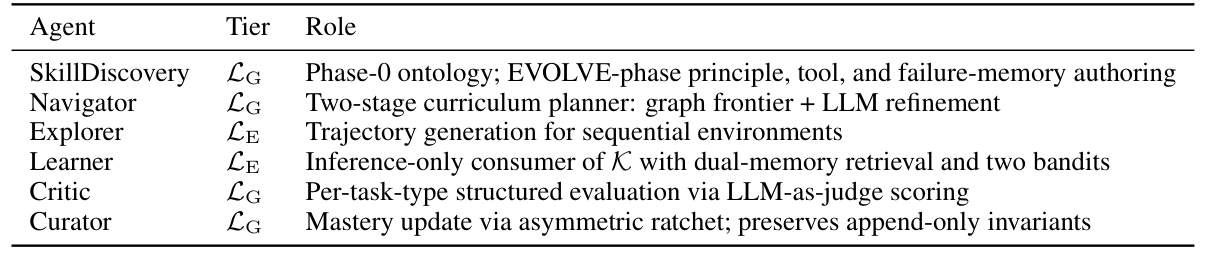 Agent Tier Role
SkillDiscovery ℒG Phase-0 ontology; EVOLVE-phase principle, tool, and failure-memory authoring
Navigator ℒG Two-stage curriculum planner: graph frontier + LLM refinement
Explorer ℒE Trajectory generation for sequential environments
Learner ℒE Inference-only consumer of 𝒦 with dual-memory retrieval and two bandits
Critic ℒG Per-task-type structured evaluation via LLM-as-judge scoring
Curator ℒG Mastery update via asymmetric ratchet; preserves append-only invariants